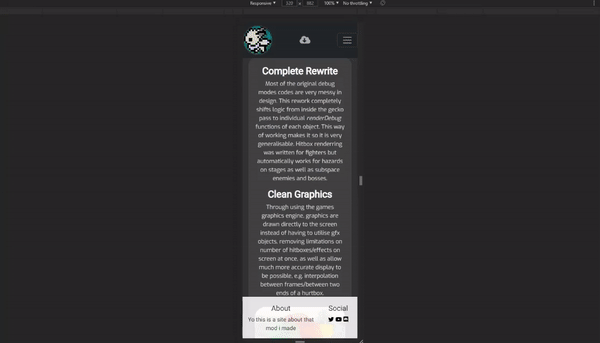 Responsive
320 x 882 100% No throttling
Complete Rewrite
Most of the original debug
modes codes are very messy in
design. This rework completely
shifts logic from inside the gecko
pass to individual renderDebug
functions of each object. This way
of working makes it so it is very
generalisable. Hitbox renderring
was written for fighters but
automatically works for hazards
on stages as well as subspace
enemies and bosses.
Clean Graphics
Through using the games
graphics engine, graphics are
drawn directly to the screen
instead of having to utilise gfx
objects, removing limitations on
number of hitboxes/effects on
screen at once, as well as allow
much more accurate display to
be possible, e.g. interpolation
between frames/between two
ends of a hurtbox.
About Social
Yo this is a site about that
mod i made